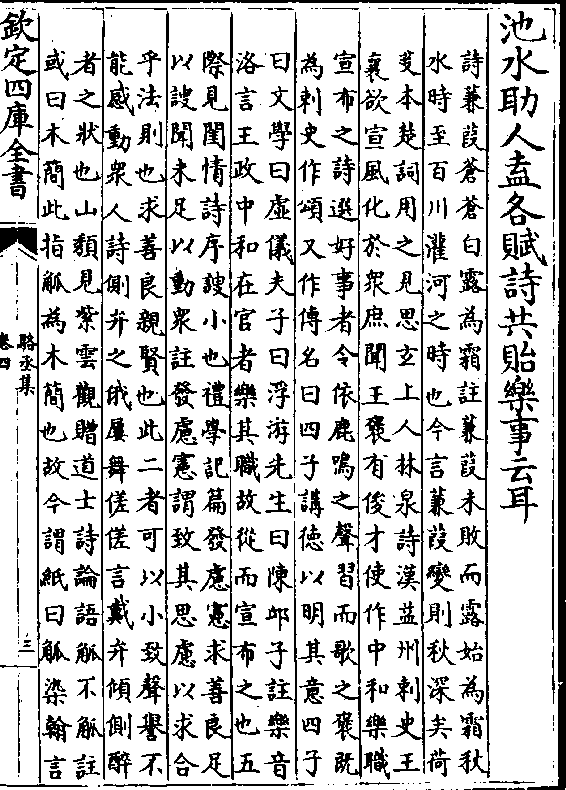 池水助人盍各賦詩共貽樂事云耳
詩蒹葭蒼蒼白露為霜註蒹葭未敗而露始為霜秋
水時至百川灌河之時也今言蒹葭變則秋深矣荷
芰本楚詞用之見思玄上人林泉詩漢益州刺史王
襄欲宣風化於衆庶聞王襃有俊才使作中和樂職
宣布之詩選好事者令依鹿鳴之聲習而歌之襃既
為刺史作頌又作傳名曰四子講徳以明其意四子
曰文學曰虛儀夫子曰浮游先生曰陳邱子註樂音
洛言王政中和在官者樂其職故從而宣布之也五
際見閨情詩序謏小也禮學記篇發慮憲求善良足
以謏聞未足以動衆註發慮憲謂致其思慮以求合
乎法則也求善良親賢也此二者可以小致聲譽不
能感動衆人詩側弁之俄屢舞傞傞言戴弁傾側醉
者之狀也山頺見紫雲觀贈道士詩論語觚不觚註
或曰木簡此指觚為木簡也故今謂紙曰觚染翰言
欽定四庫全書
駱丞集
卷四
三